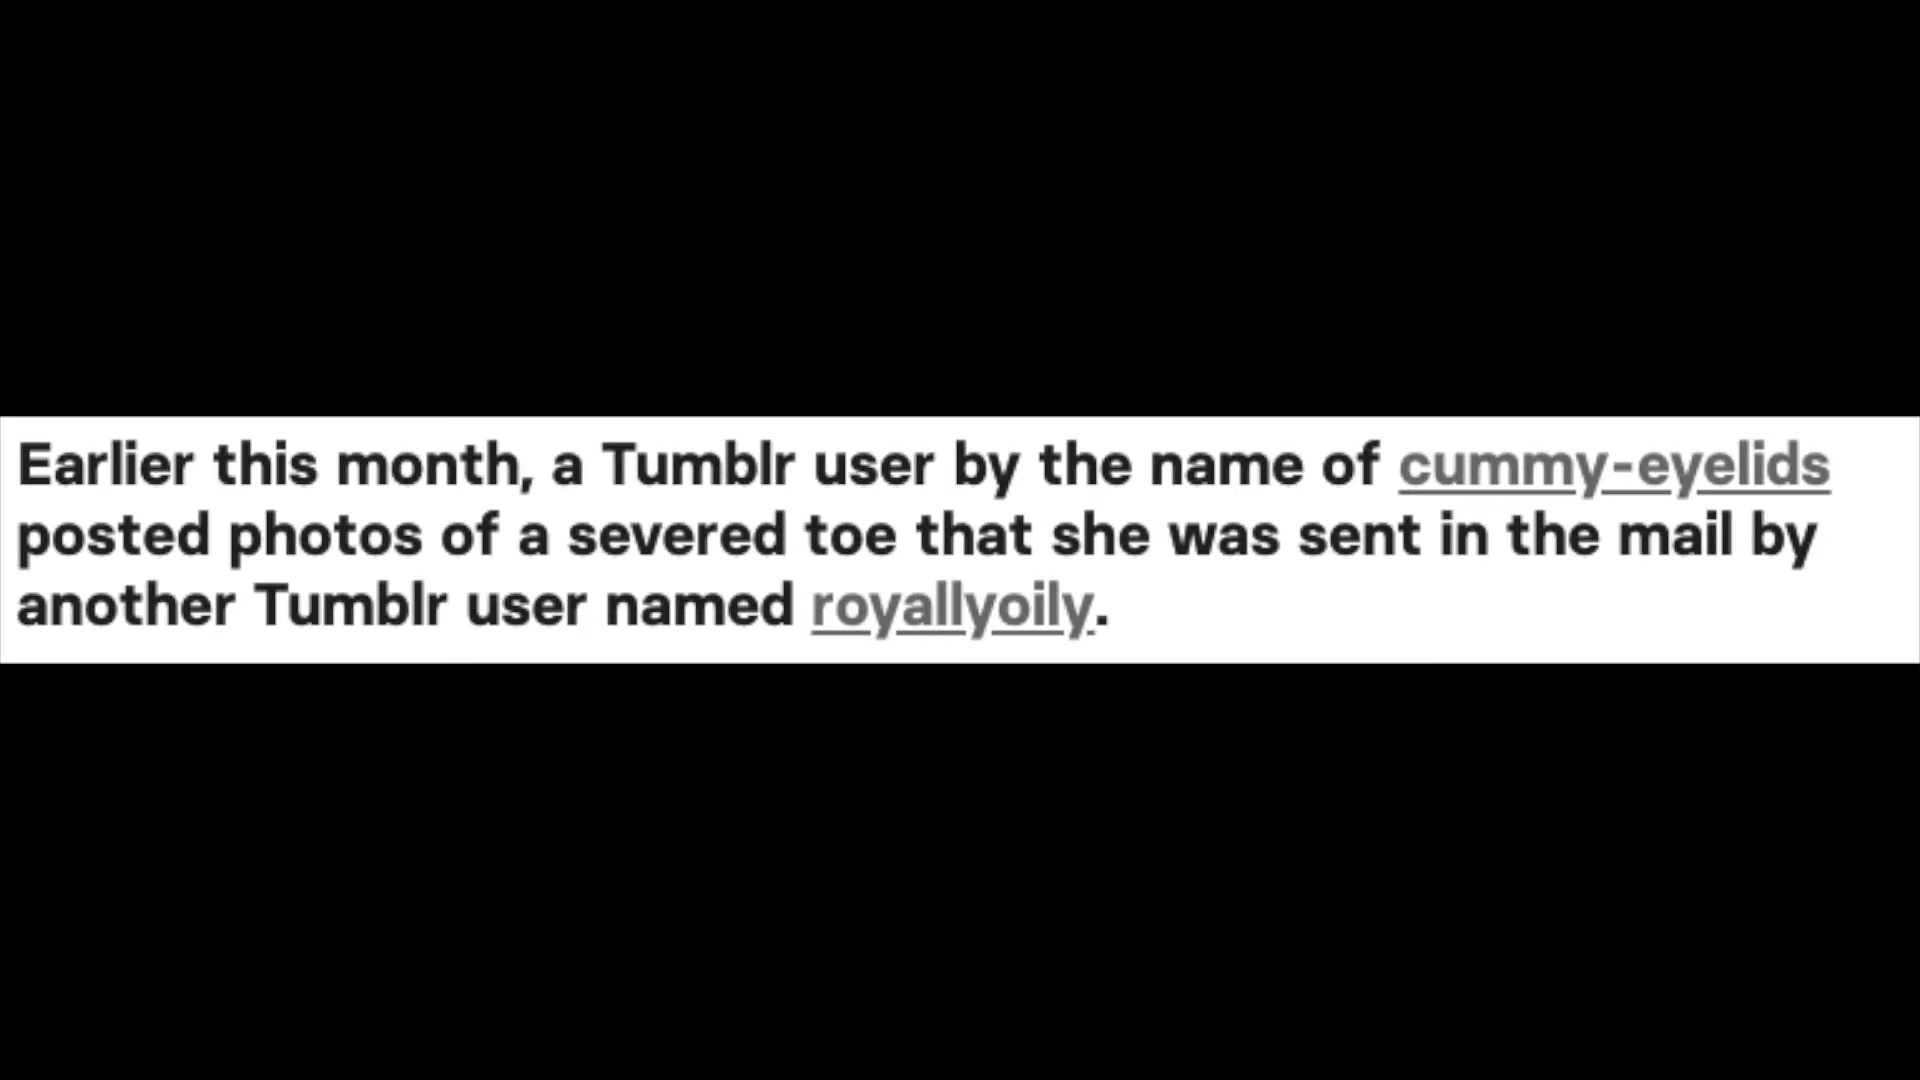 Earlier this month, a Tumblr user by the name of cummy-eyelids
posted photos of a severed toe that she was sent in the mail by
another Tumblr user named royallyoily.